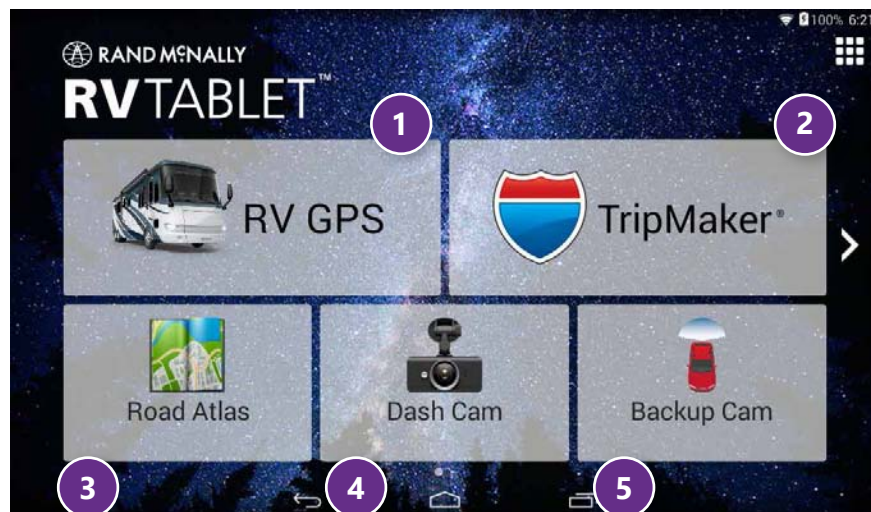 100% 6:21
RAND McNALLY
RVTABLET™
1
2
RV GPS
TripMaker®
Road Atlas
Dash Cam
Backup Cam
3
4
5